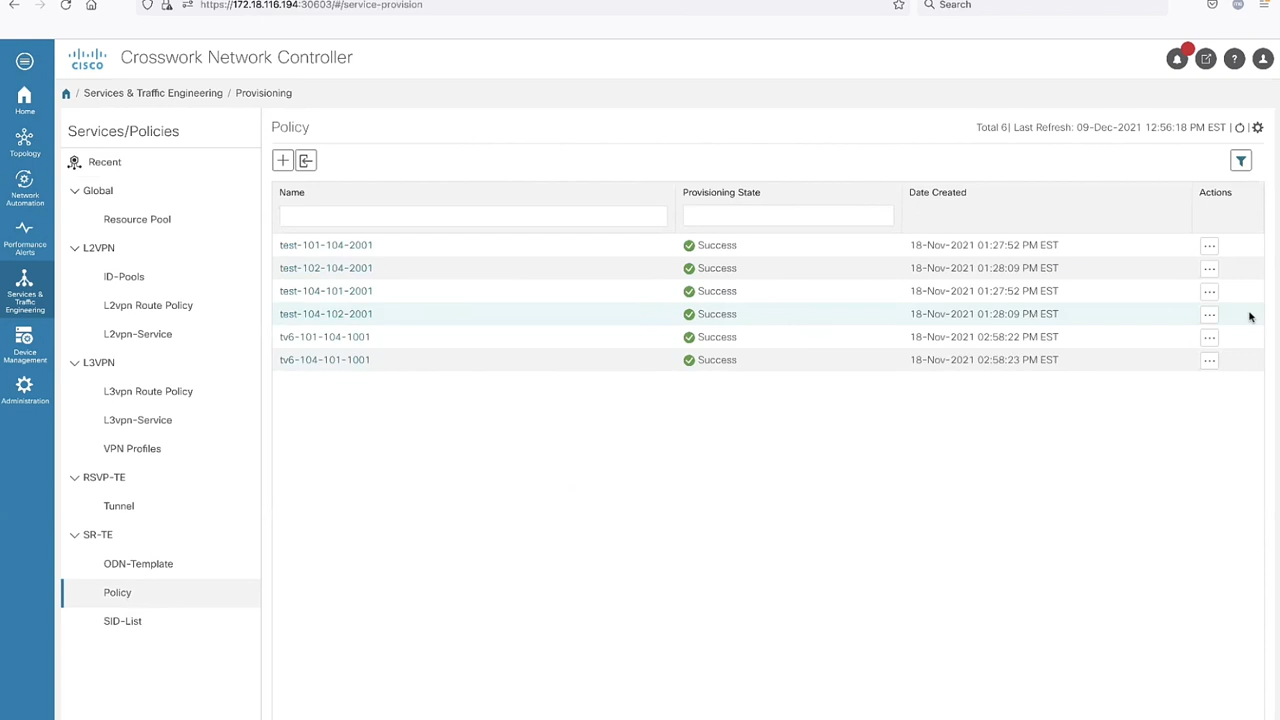 https://172.18.116.194:30603/#/service-provision
Search
CISCO
Crosswork Network Controller
Home
Topology
Network
Automation
Performance
Alerts
Services &
Traffic
Engineering
Device
Management
Administration
/ Services & Traffic Engineering / Provisioning
Services/Policies
Recent
Global
Resource Pool
L2VPN
ID-Pools
L2vpn Route Policy
L2vpn-Service
L3VPN
L3vpn Route Policy
L3vpn-Service
VPN Profiles
RSVP-TE
Tunnel
SR-TE
ODN-Template
Policy
SID-List
Policy
Total 6| Last Refresh: 09-Dec-2021 12:56:18 PM EST |
Name Provisioning State Date Created Actions
test-101-104-2001 Success 18-Nov-2021 01:27:52 PM EST ...
test-102-104-2001 Success 18-Nov-2021 01:28:09 PM EST ...
test-104-101-2001 Success 18-Nov-2021 01:27:52 PM EST ...
test-104-102-2001 Success 18-Nov-2021 01:28:09 PM EST ...
tv6-101-104-1001 Success 18-Nov-2021 02:58:22 PM EST ...
tv6-104-101-1001 Success 18-Nov-2021 02:58:23 PM EST ...